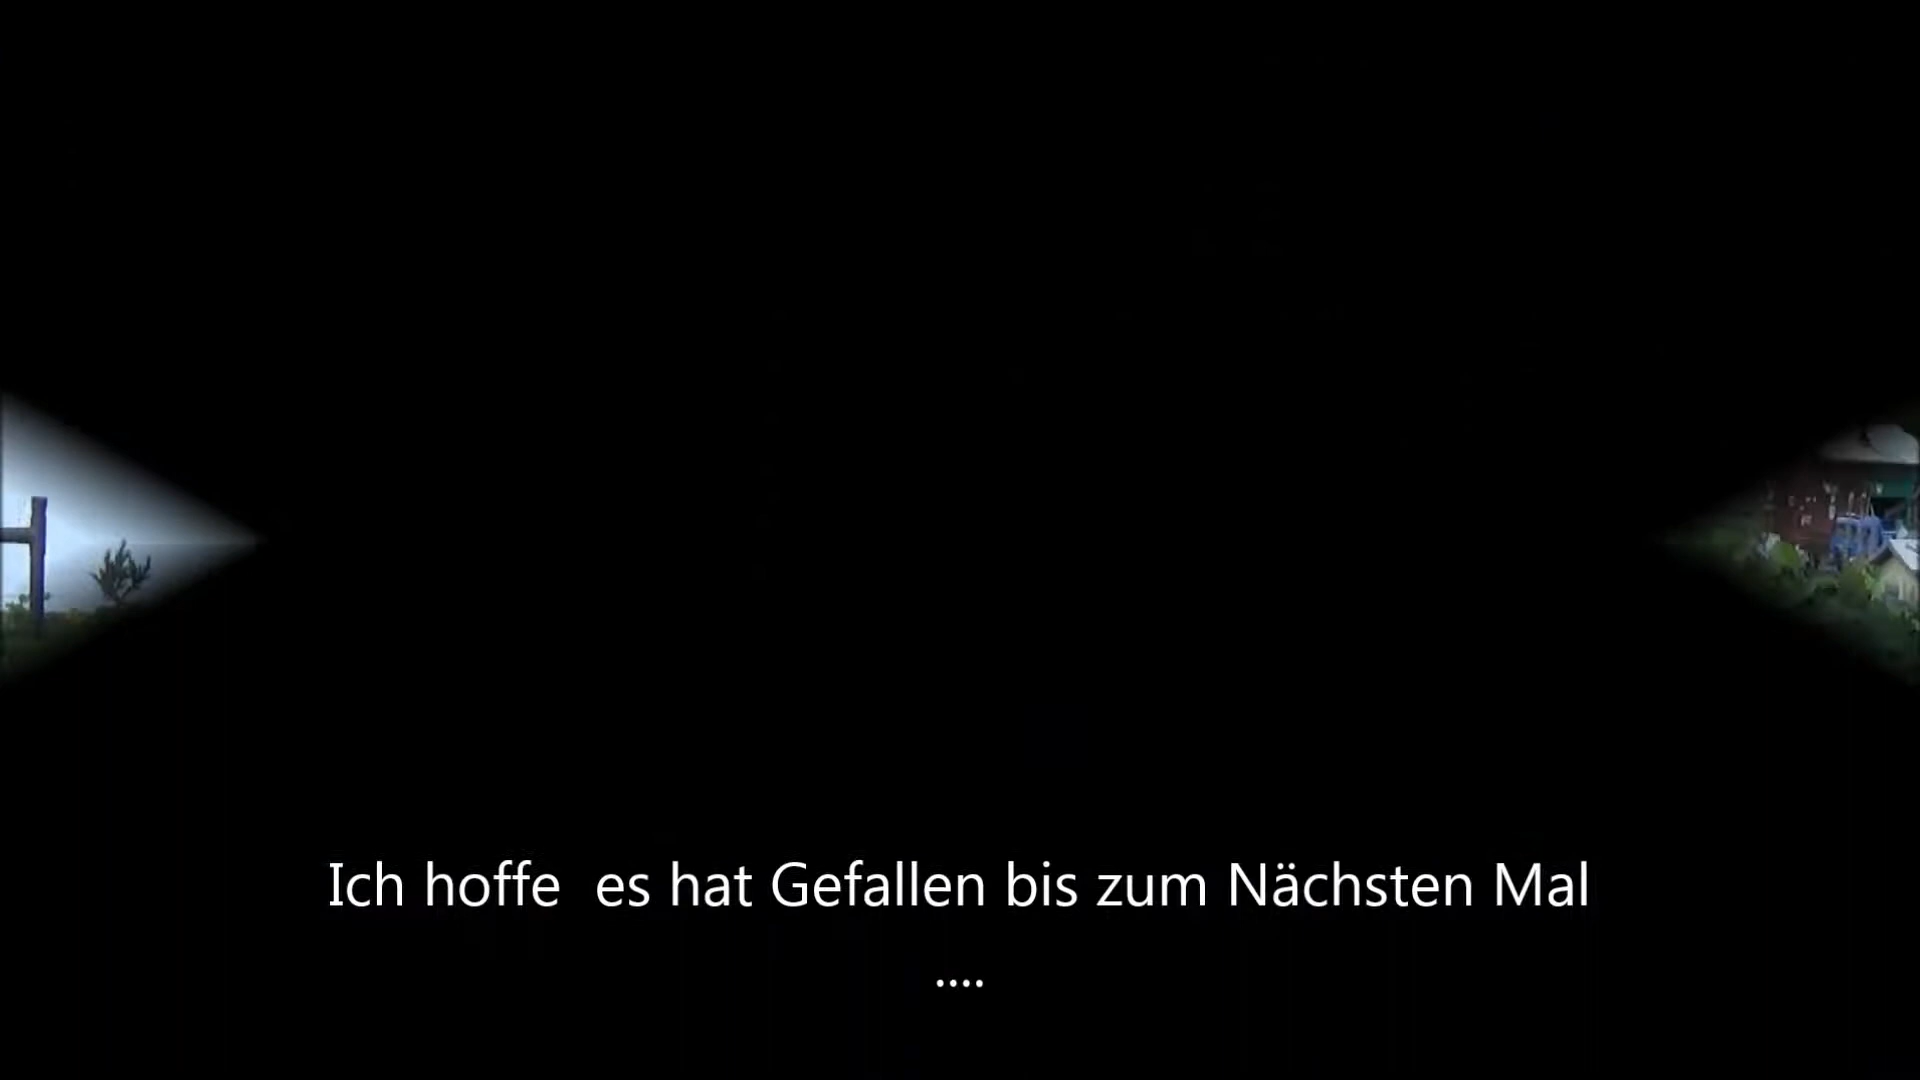 Ich hoffe  es hat Gefallen bis zum Nächsten Mal
....